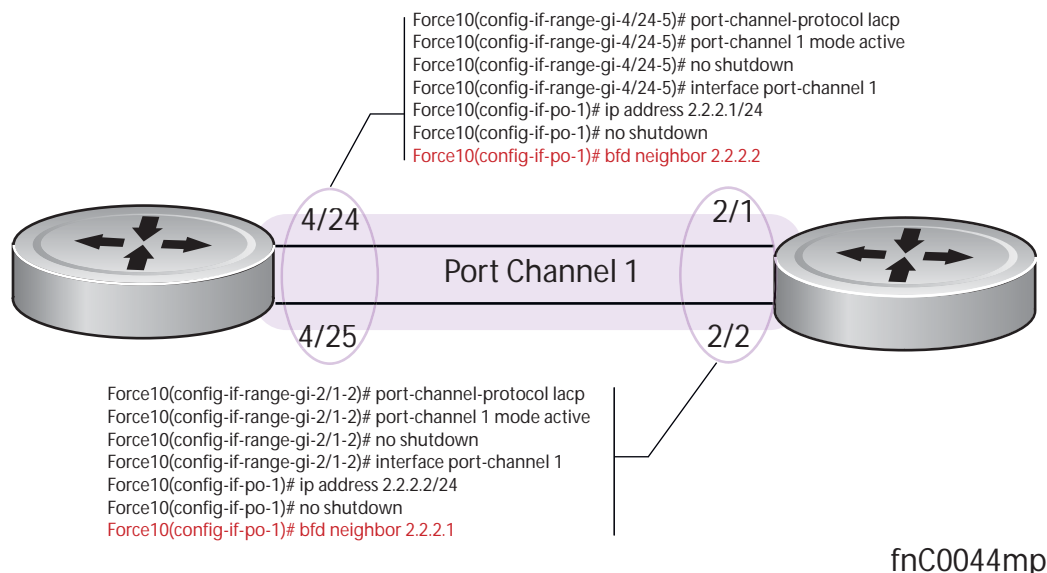 Force10(config-if-range-gi-4/24-5)# port-channel-protocol lacp
Force10(config-if-range-gi-4/24-5)# port-channel 1 mode active
Force10(config-if-range-gi-4/24-5)# no shutdown
Force10(config-if-range-gi-4/24-5)# interface port-channel 1
Force10(config-if-po-1)# ip address 2.2.2.1/24
Force10(config-if-po-1)# no shutdown
Force10(config-if-po-1)# bfd neighbor 2.2.2.2
4/24
2/1
Port Channel 1
4/25
2/2
Force10(config-if-range-gi-2/1-2)# port-channel-protocol lacp
Force10(config-if-range-gi-2/1-2)# port-channel 1 mode active
Force10(config-if-range-gi-2/1-2)# no shutdown
Force10(config-if-range-gi-2/1-2)# interface port-channel 1
Force10(config-if-po-1)# ip address 2.2.2.2/24
Force10(config-if-po-1)# no shutdown
Force10(config-if-po-1)# bfd neighbor 2.2.2.1
fnC0044mp